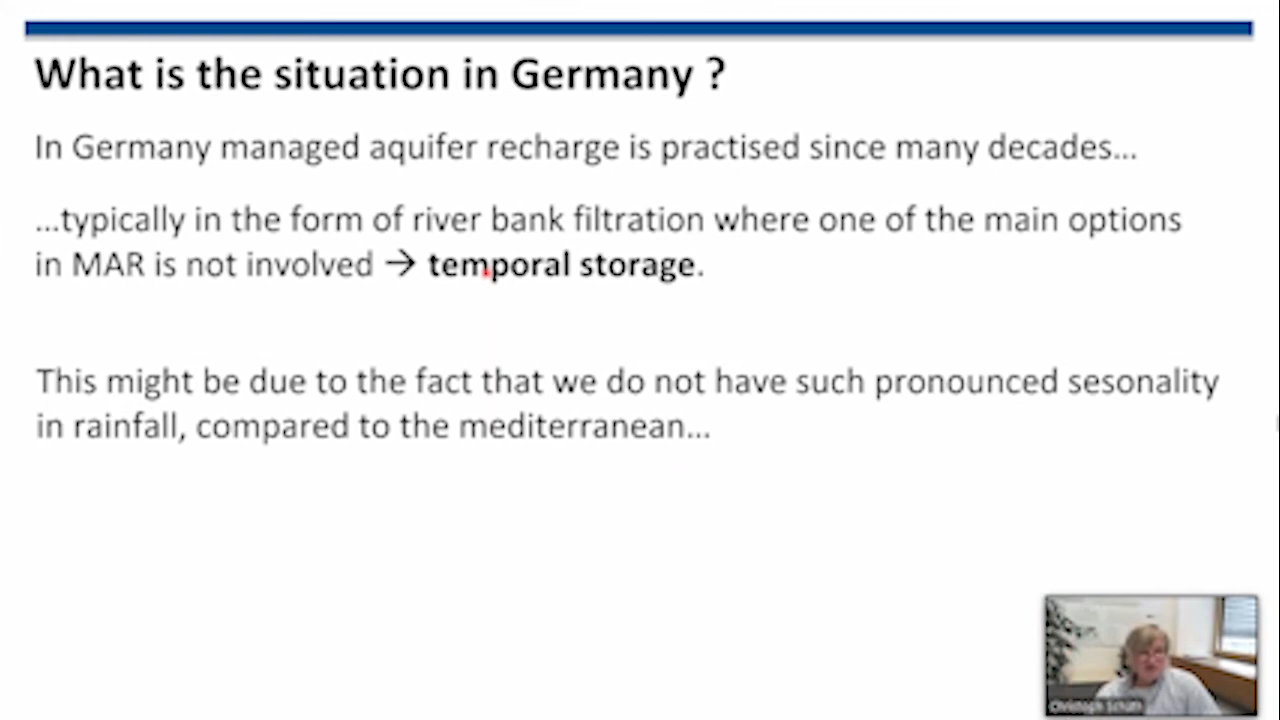 What is the situation in Germany ?
In Germany managed aquifer recharge is practised since many decades...
...typically in the form of river bank filtration where one of the main options
in MAR is not involved → temporal storage.
This might be due to the fact that we do not have such pronounced sesonality
in rainfall, compared to the mediterranean...
Christoph